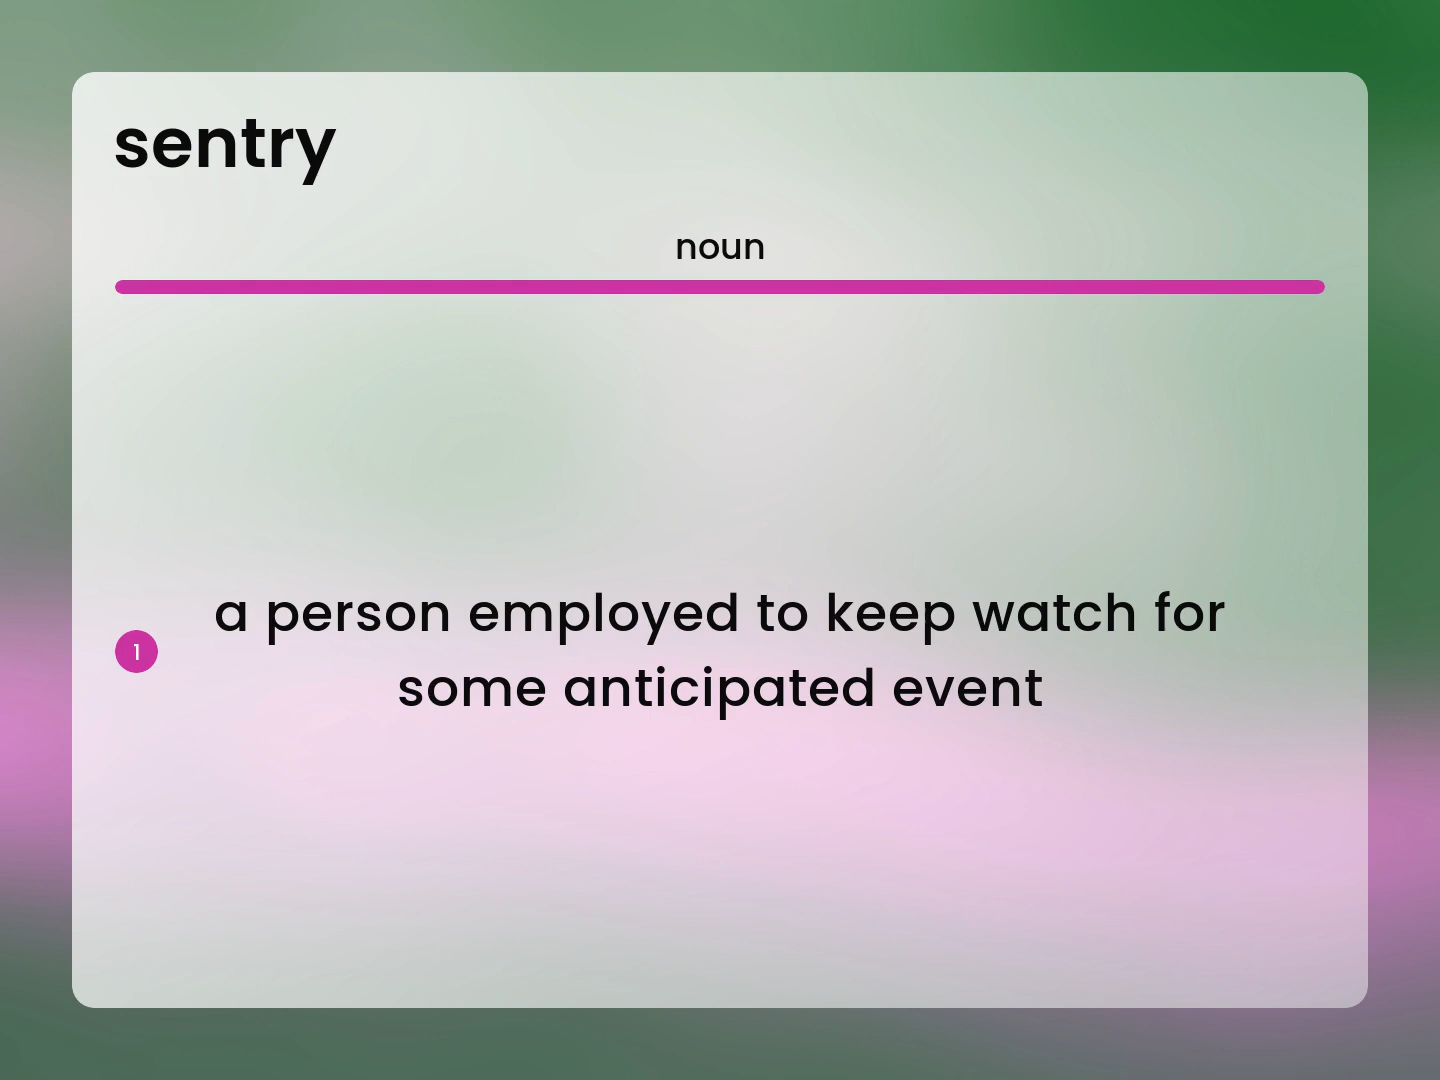 sentry
noun
1
a person employed to keep watch for
some anticipated event